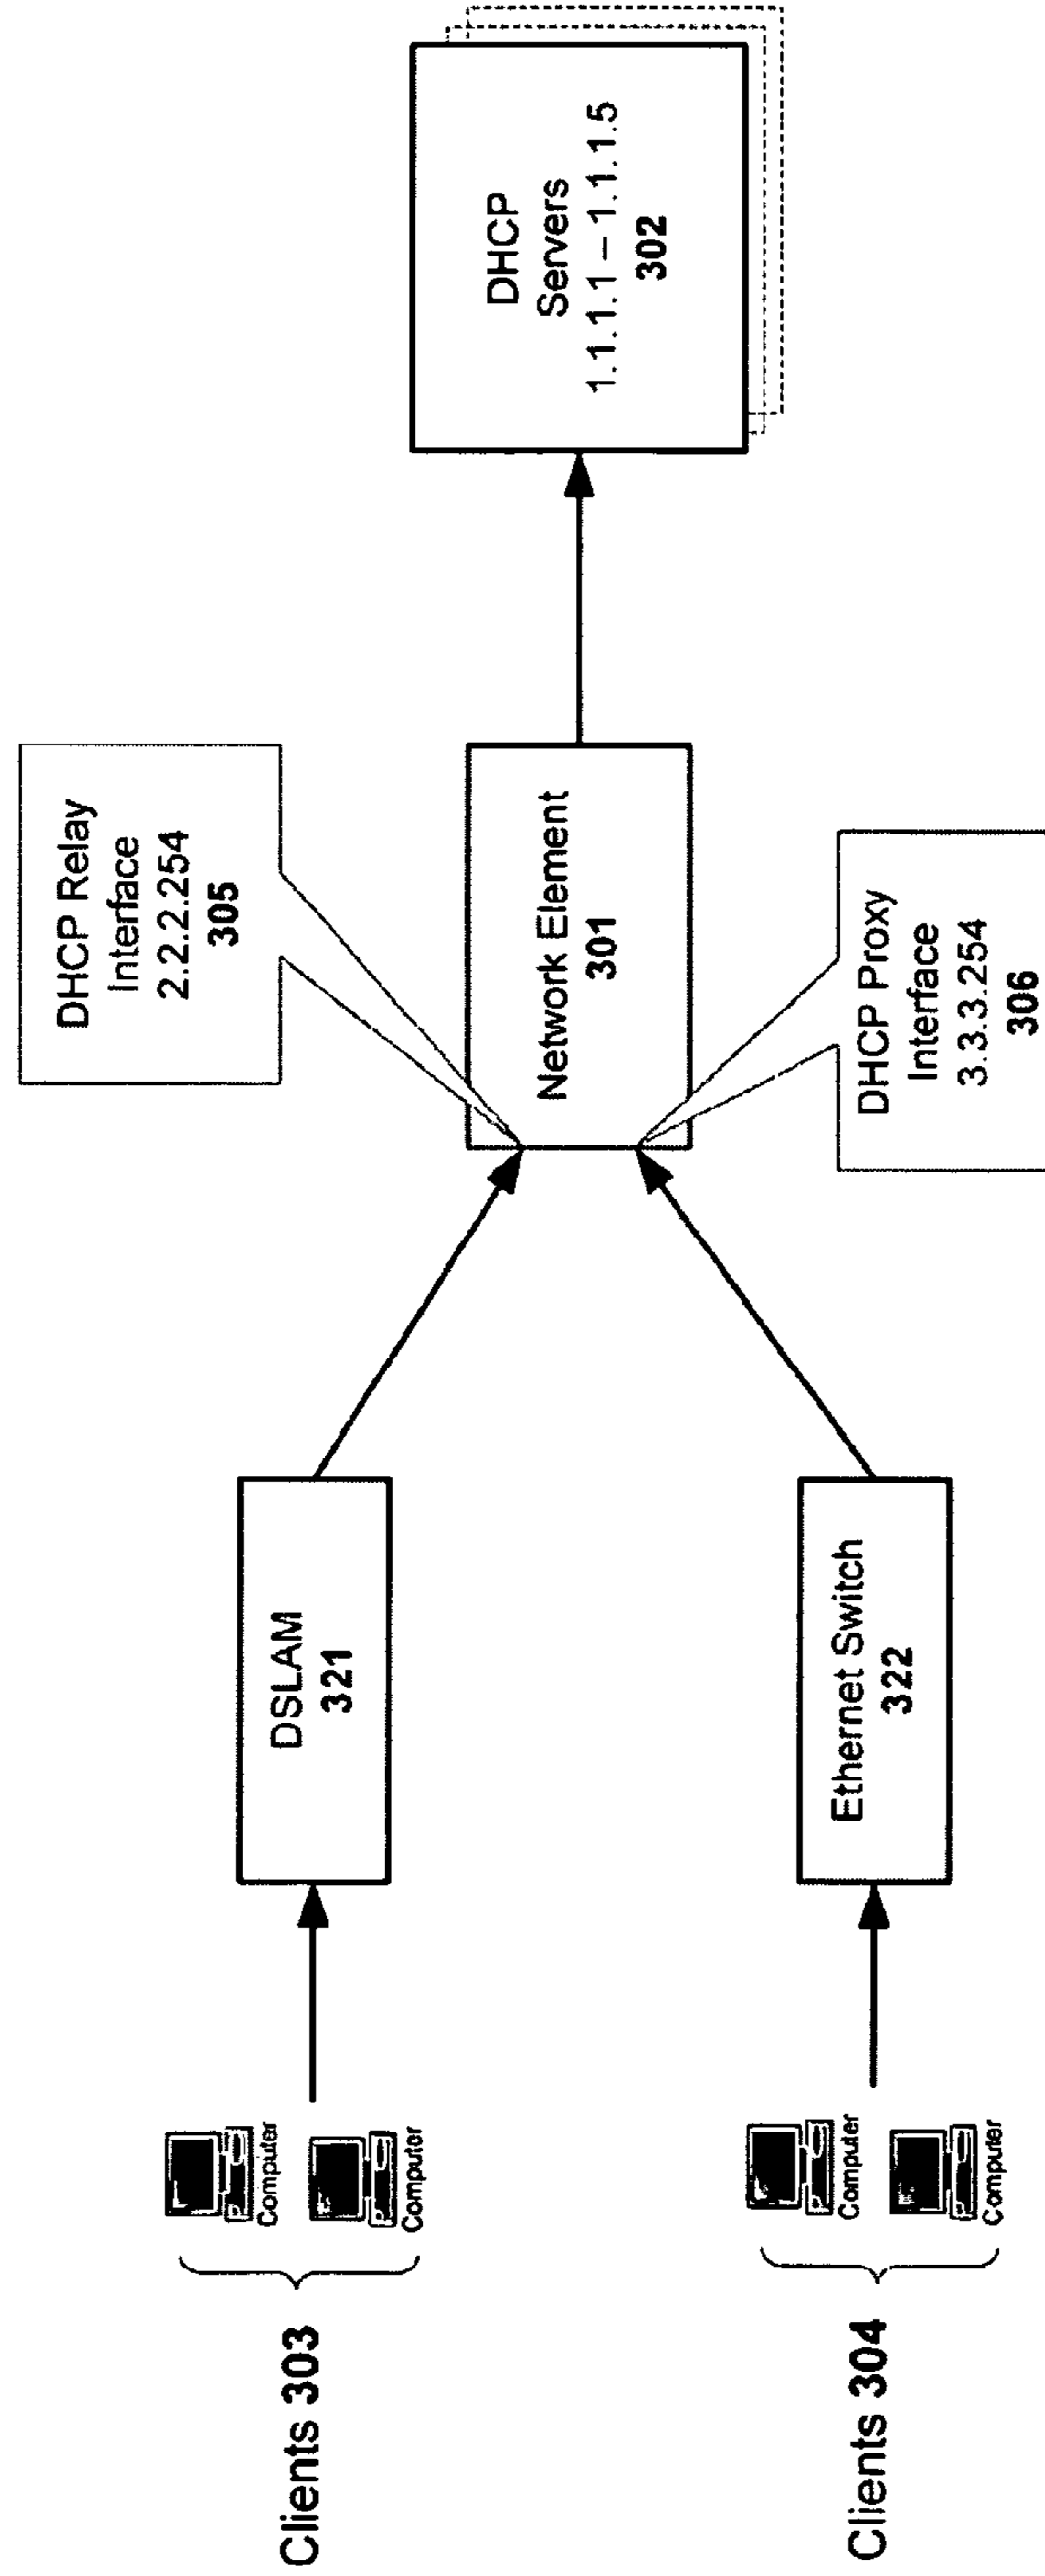 Clients 303
Computer
Computer
DSLAM
321
DHCP Relay
Interface
2.2.2.254
305
Network Element
301
DHCP
Servers
1.1.1.1 – 1.1.1.5
302
Clients 304
Computer
Computer
Ethernet Switch
322
DHCP Proxy
Interface
3.3.3.254
306